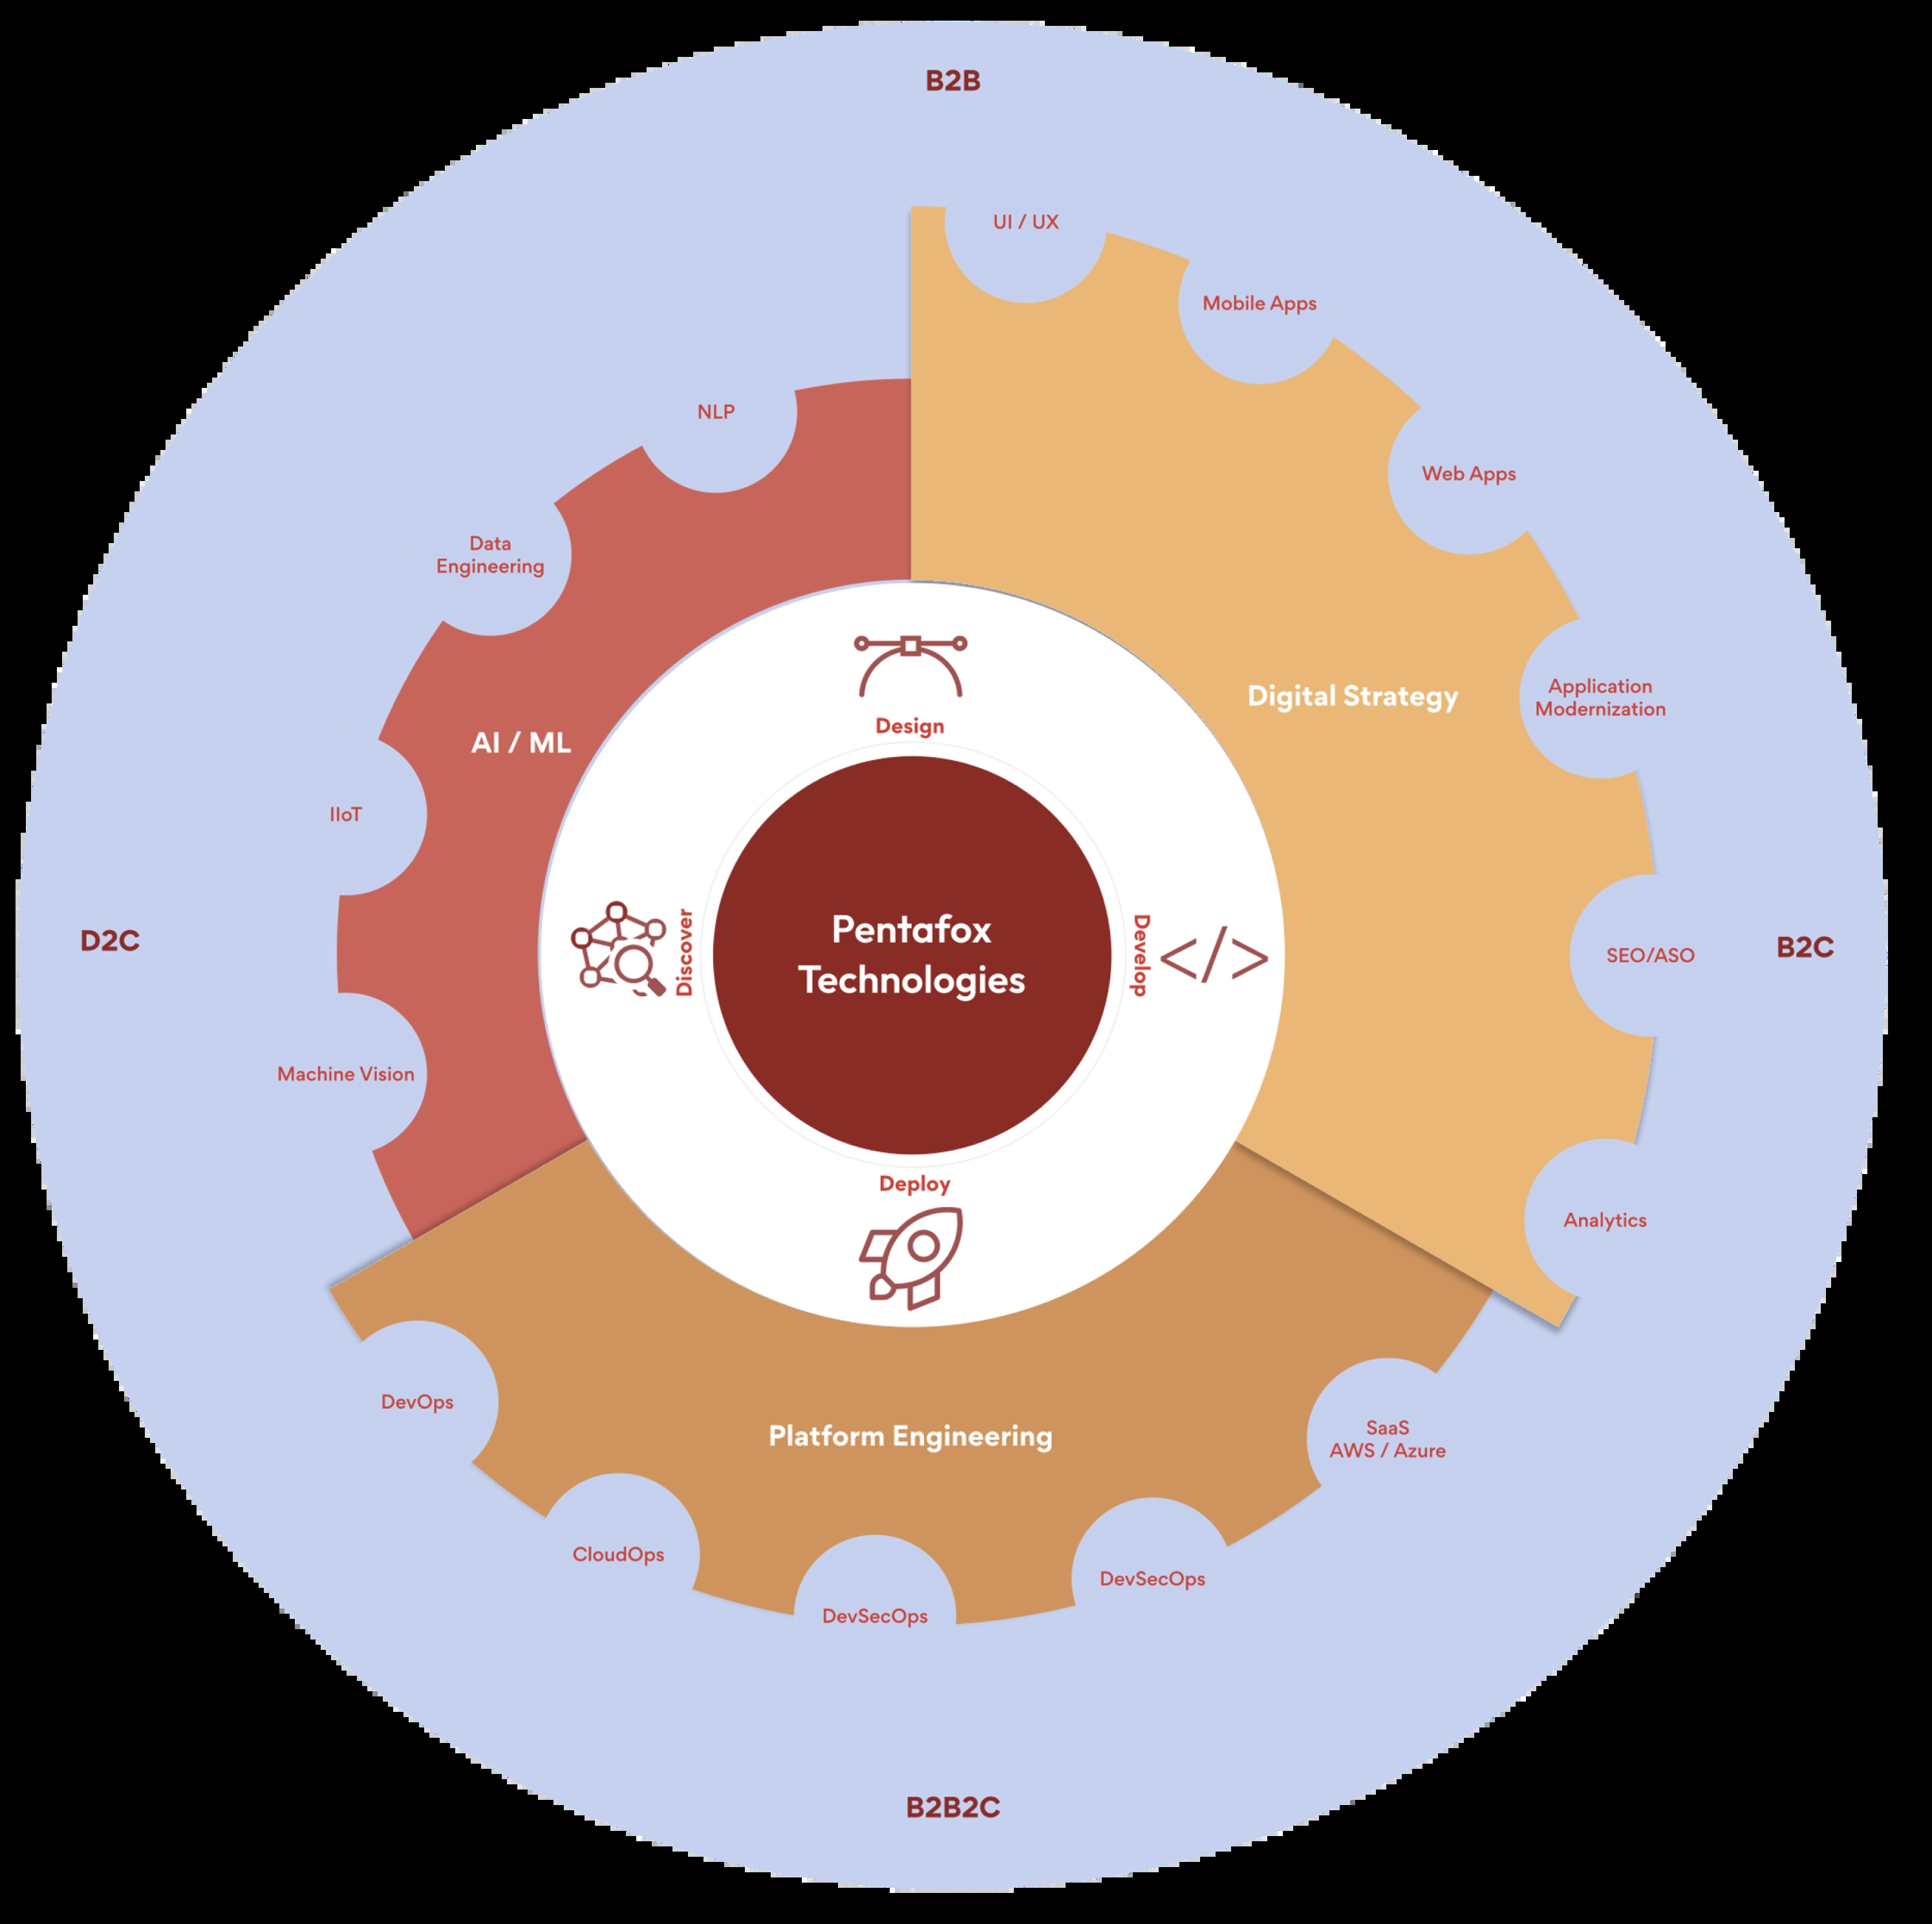 B2B
UI / UX
Mobile Apps
NLP
Web Apps
Data
Engineering
Digital Strategy
Application
Modernization
Design
AI / ML
IIoT
D2C
Discover
Pentafox
Technologies
Develop
</>
SEO/ASO
B2C
Machine Vision
Deploy
Analytics
DevOps
Platform Engineering
SaaS
AWS / Azure
CloudOps
DevSecOps
DevSecOps
B2B2C